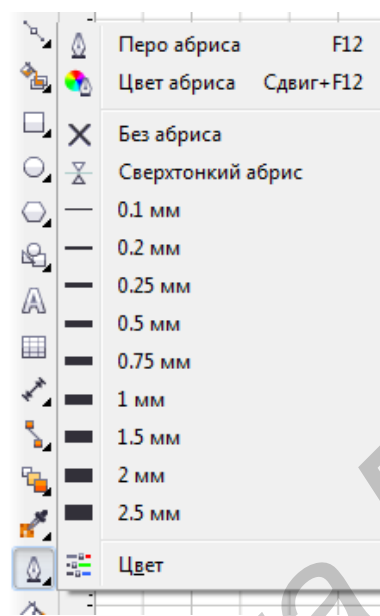 Перо абриса F12
Цвет абриса Сдвиг+F12
Без абриса
Сверхтонкий абрис
0.1 мм
0.2 мм
0.25 мм
0.5 мм
0.75 мм
1 мм
1.5 мм
2 мм
2.5 мм
Цвет